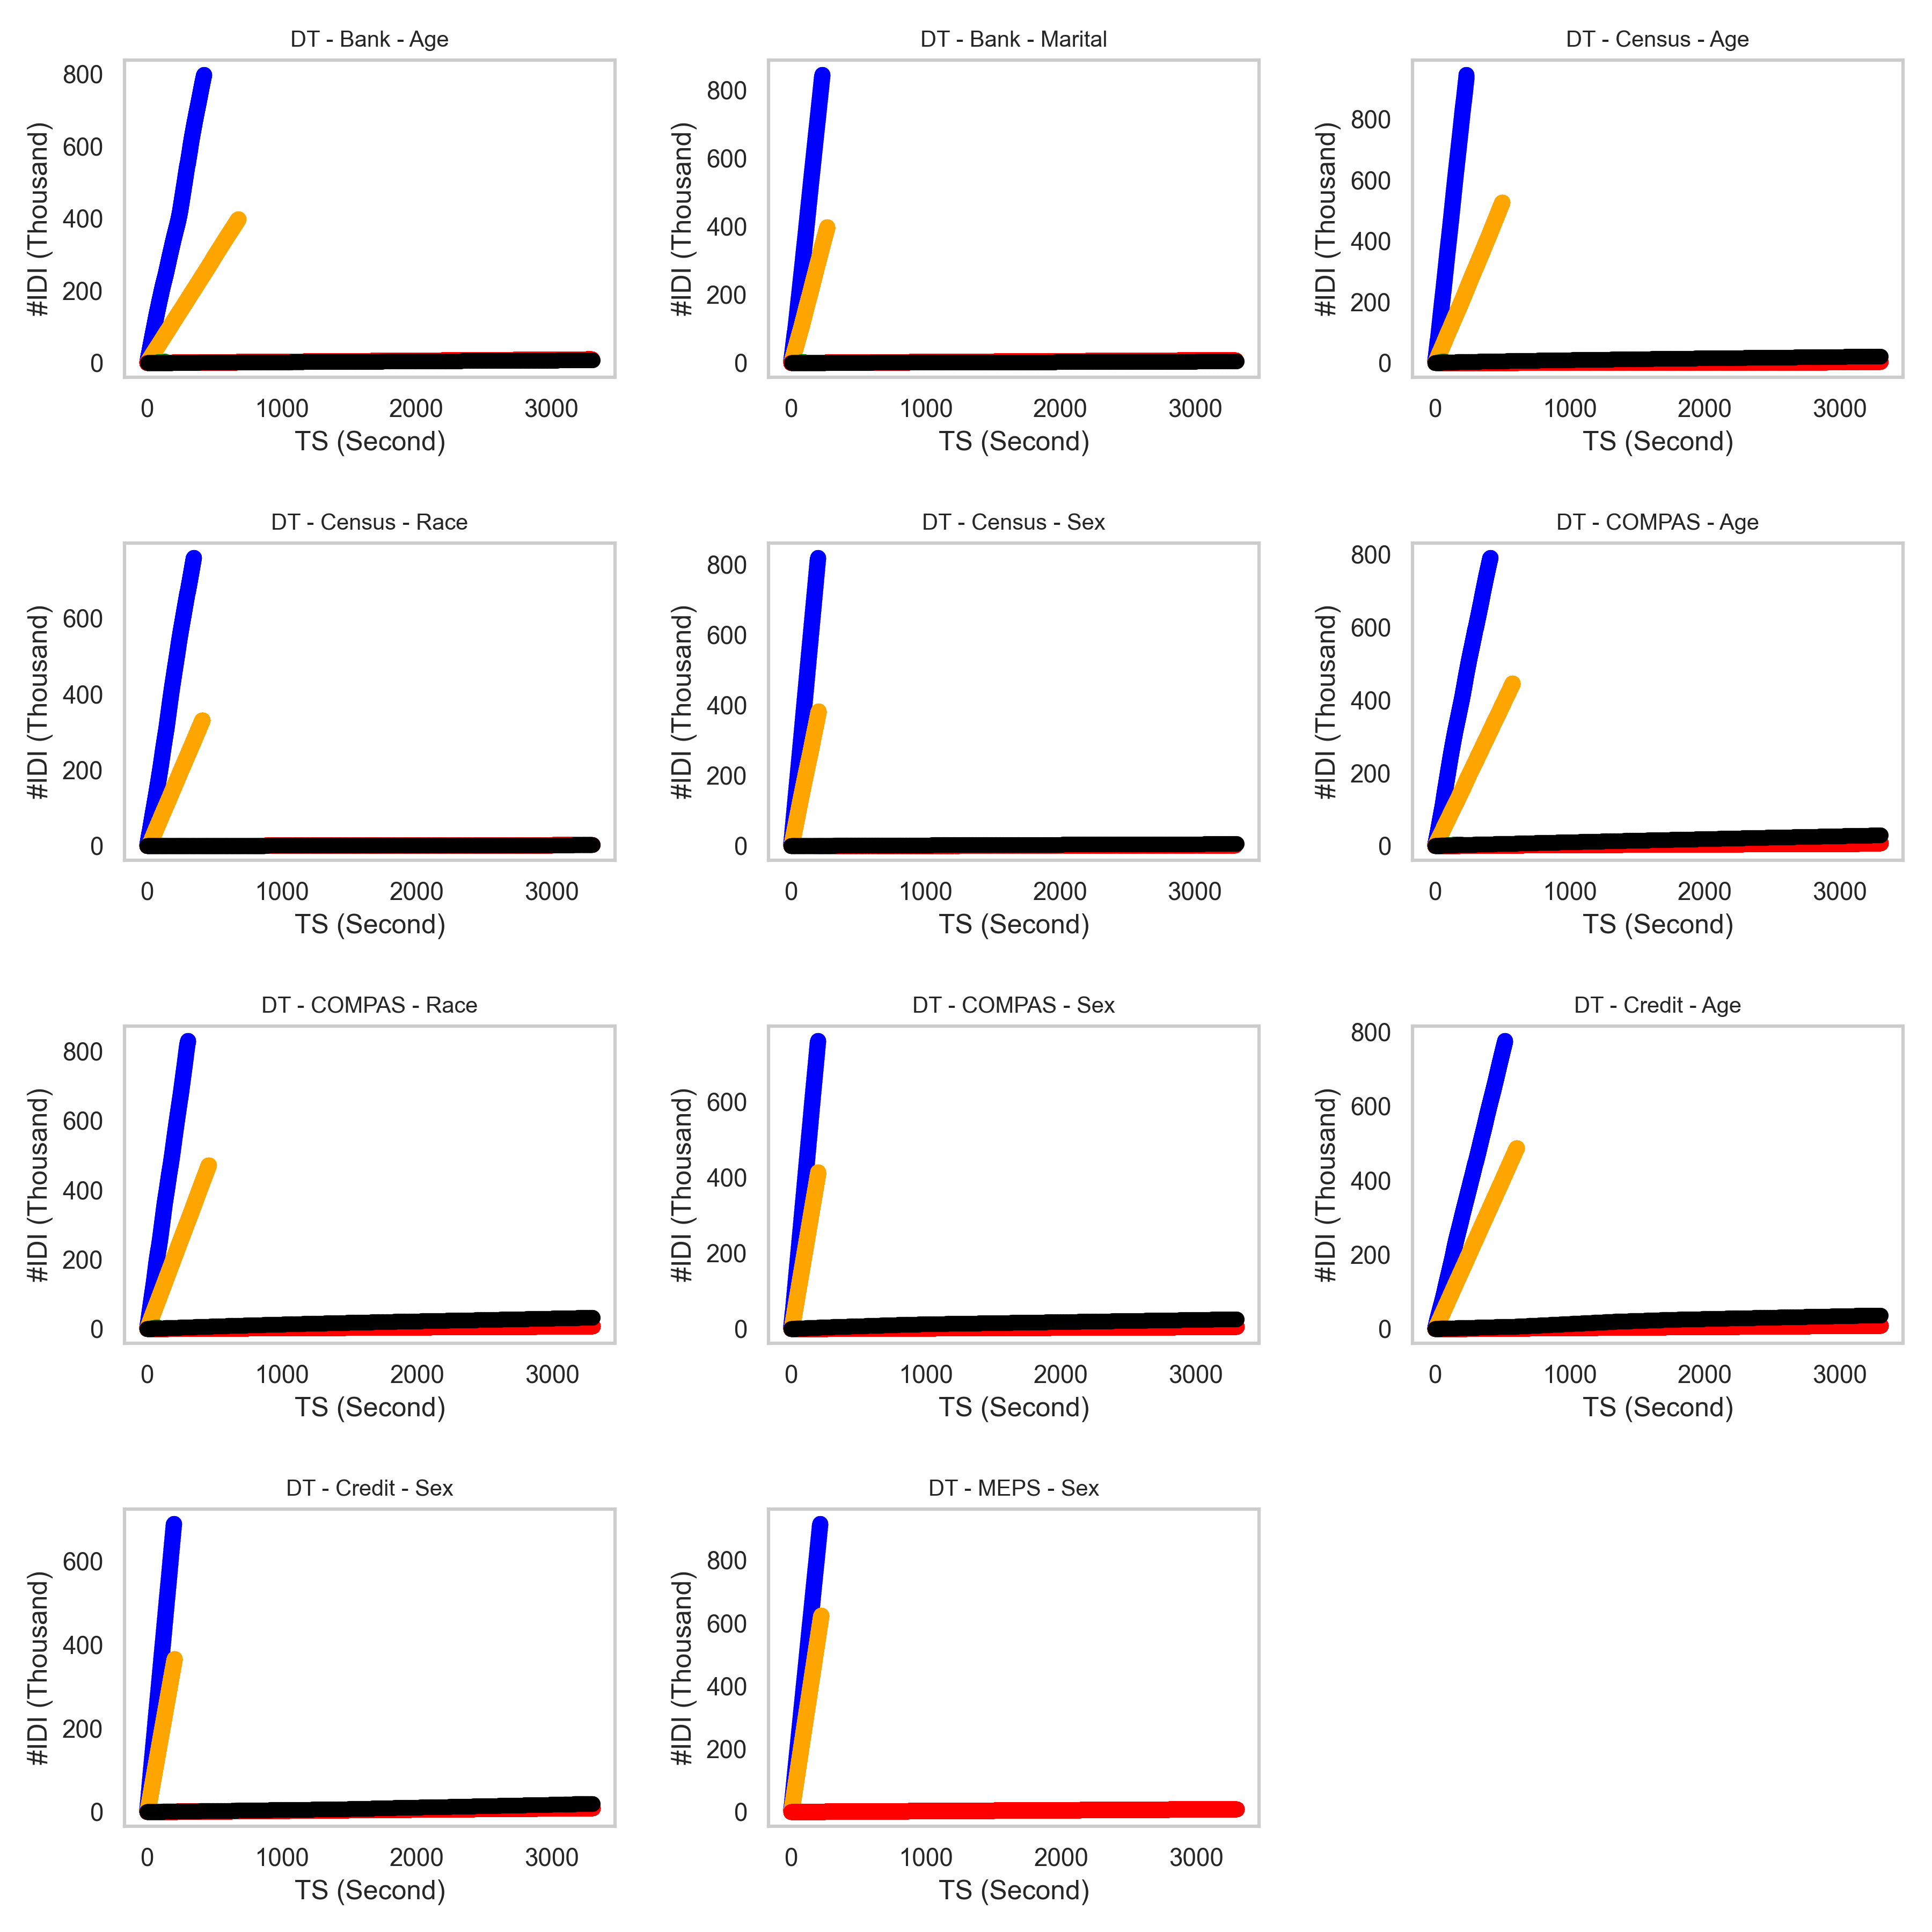 DT - Bank - Age
#IDI (Thousand)
800
600
400
200
0
0 1000 2000 3000
TS (Second)
DT - Bank - Marital
#IDI (Thousand)
800
600
400
200
0
0 1000 2000 3000
TS (Second)
DT - Census - Age
#IDI (Thousand)
800
600
400
200
0
0 1000 2000 3000
TS (Second)
DT - Census - Race
#IDI (Thousand)
600
400
200
0
0 1000 2000 3000
TS (Second)
DT - Census - Sex
#IDI (Thousand)
800
600
400
200
0
0 1000 2000 3000
TS (Second)
DT - COMPAS - Age
#IDI (Thousand)
800
600
400
200
0
0 1000 2000 3000
TS (Second)
DT - COMPAS - Race
#IDI (Thousand)
800
600
400
200
0
0 1000 2000 3000
TS (Second)
DT - COMPAS - Sex
#IDI (Thousand)
600
400
200
0
0 1000 2000 3000
TS (Second)
DT - Credit - Age
#IDI (Thousand)
800
600
400
200
0
0 1000 2000 3000
TS (Second)
DT - Credit - Sex
#IDI (Thousand)
600
400
200
0
0 1000 2000 3000
TS (Second)
DT - MEPS - Sex
#IDI (Thousand)
800
600
400
200
0
0 1000 2000 3000
TS (Second)